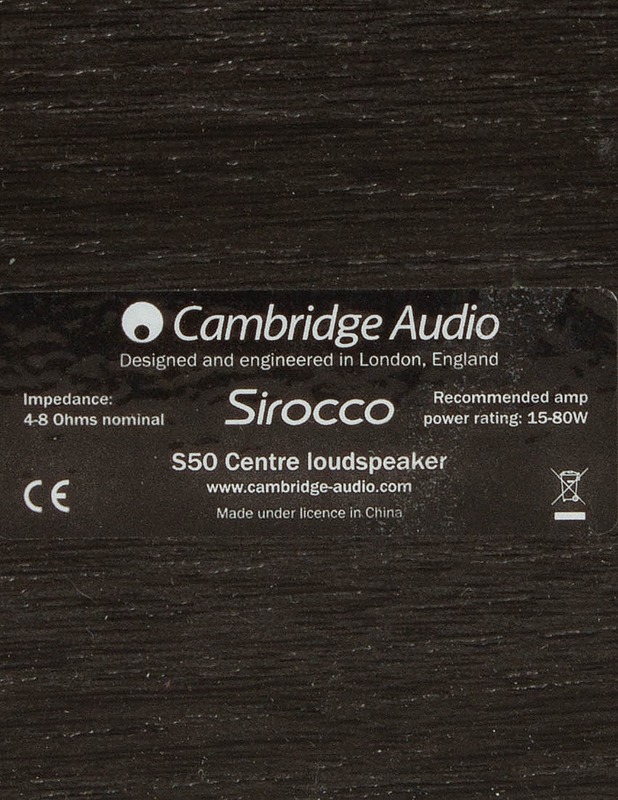 Cambridge Audio
Designed and engineered in London, England
Impedance:
4-8 Ohms nominal
Sirocco
Recommended amp
power rating: 15-80W
S50 Centre loudspeaker
www.cambridge-audio.com
Made under licence in China
CE